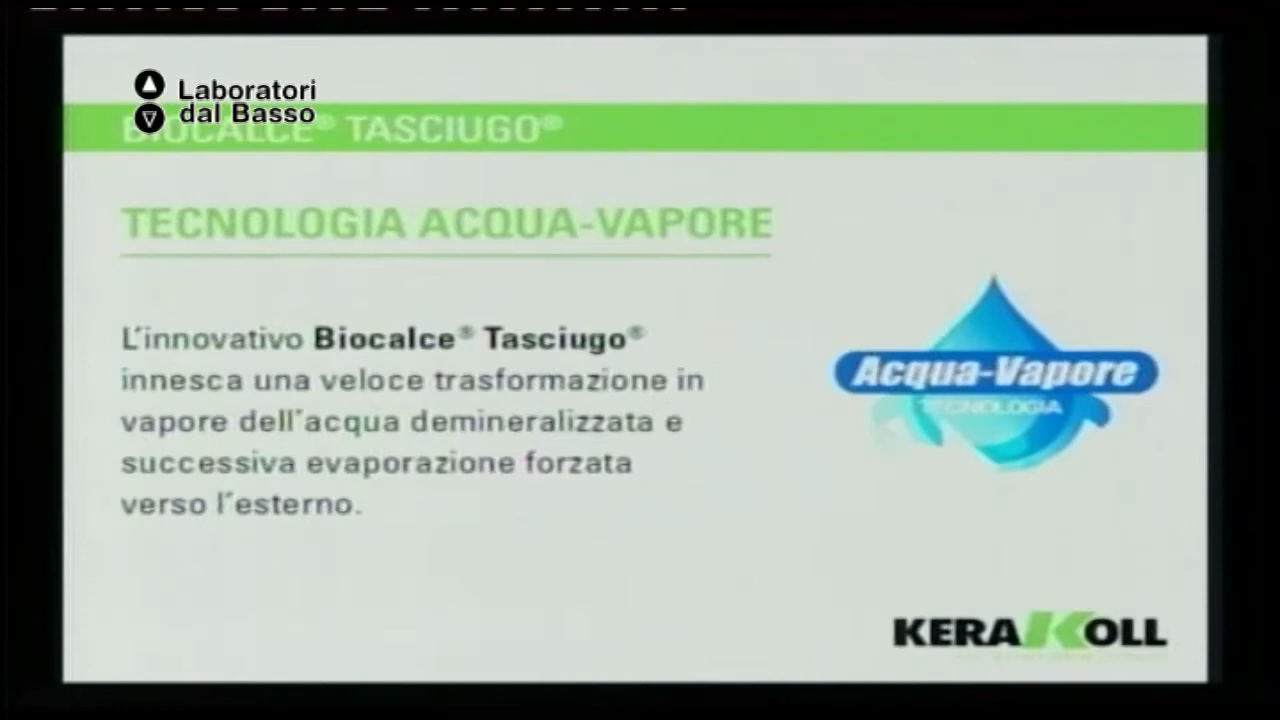 Laboratori
dal Basso
BIOCALCE® TASCIUGO®
TECNOLOGIA ACQUA-VAPORE
L'innovativo Biocalce® Tasciugo®
innesca una veloce trasformazione in
vapore dell'acqua demineralizzata e
successiva evaporazione forzata
verso l'esterno.
Acqua-Vapore
TECNOLOGIA
KERAKOLL